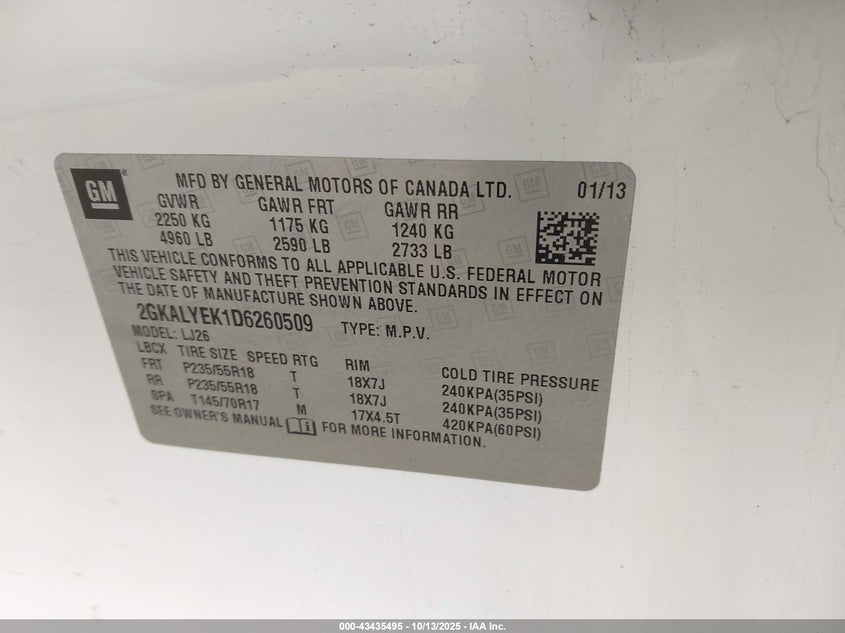 GM ®
MFD BY GENERAL MOTORS OF CANADA LTD. 01/13
GVWR GAWR FRT GAWR RR
2250 KG 1175 KG 1240 KG
4960 LB 2590 LB 2733 LB
THIS VEHICLE CONFORMS TO ALL APPLICABLE U.S. FEDERAL MOTOR
VEHICLE SAFETY AND THEFT PREVENTION STANDARDS IN EFFECT ON
THE DATE OF MANUFACTURE SHOWN ABOVE.
2GKALYEK1D6260509 TYPE: M.P.V.
MODEL: LJ26
LBCX TIRE SIZE SPEED RTG RIM COLD TIRE PRESSURE
FRT P235/55R18 T 18X7J 240KPA(35PSI)
RR P235/55R18 T 18X7J 240KPA(35PSI)
SPA T145/70R17 M 17X4.5T 420KPA(60PSI)
SEE OWNER'S MANUAL FOR MORE INFORMATION.
000-43435495 - 10/13/2025 - IAA Inc.